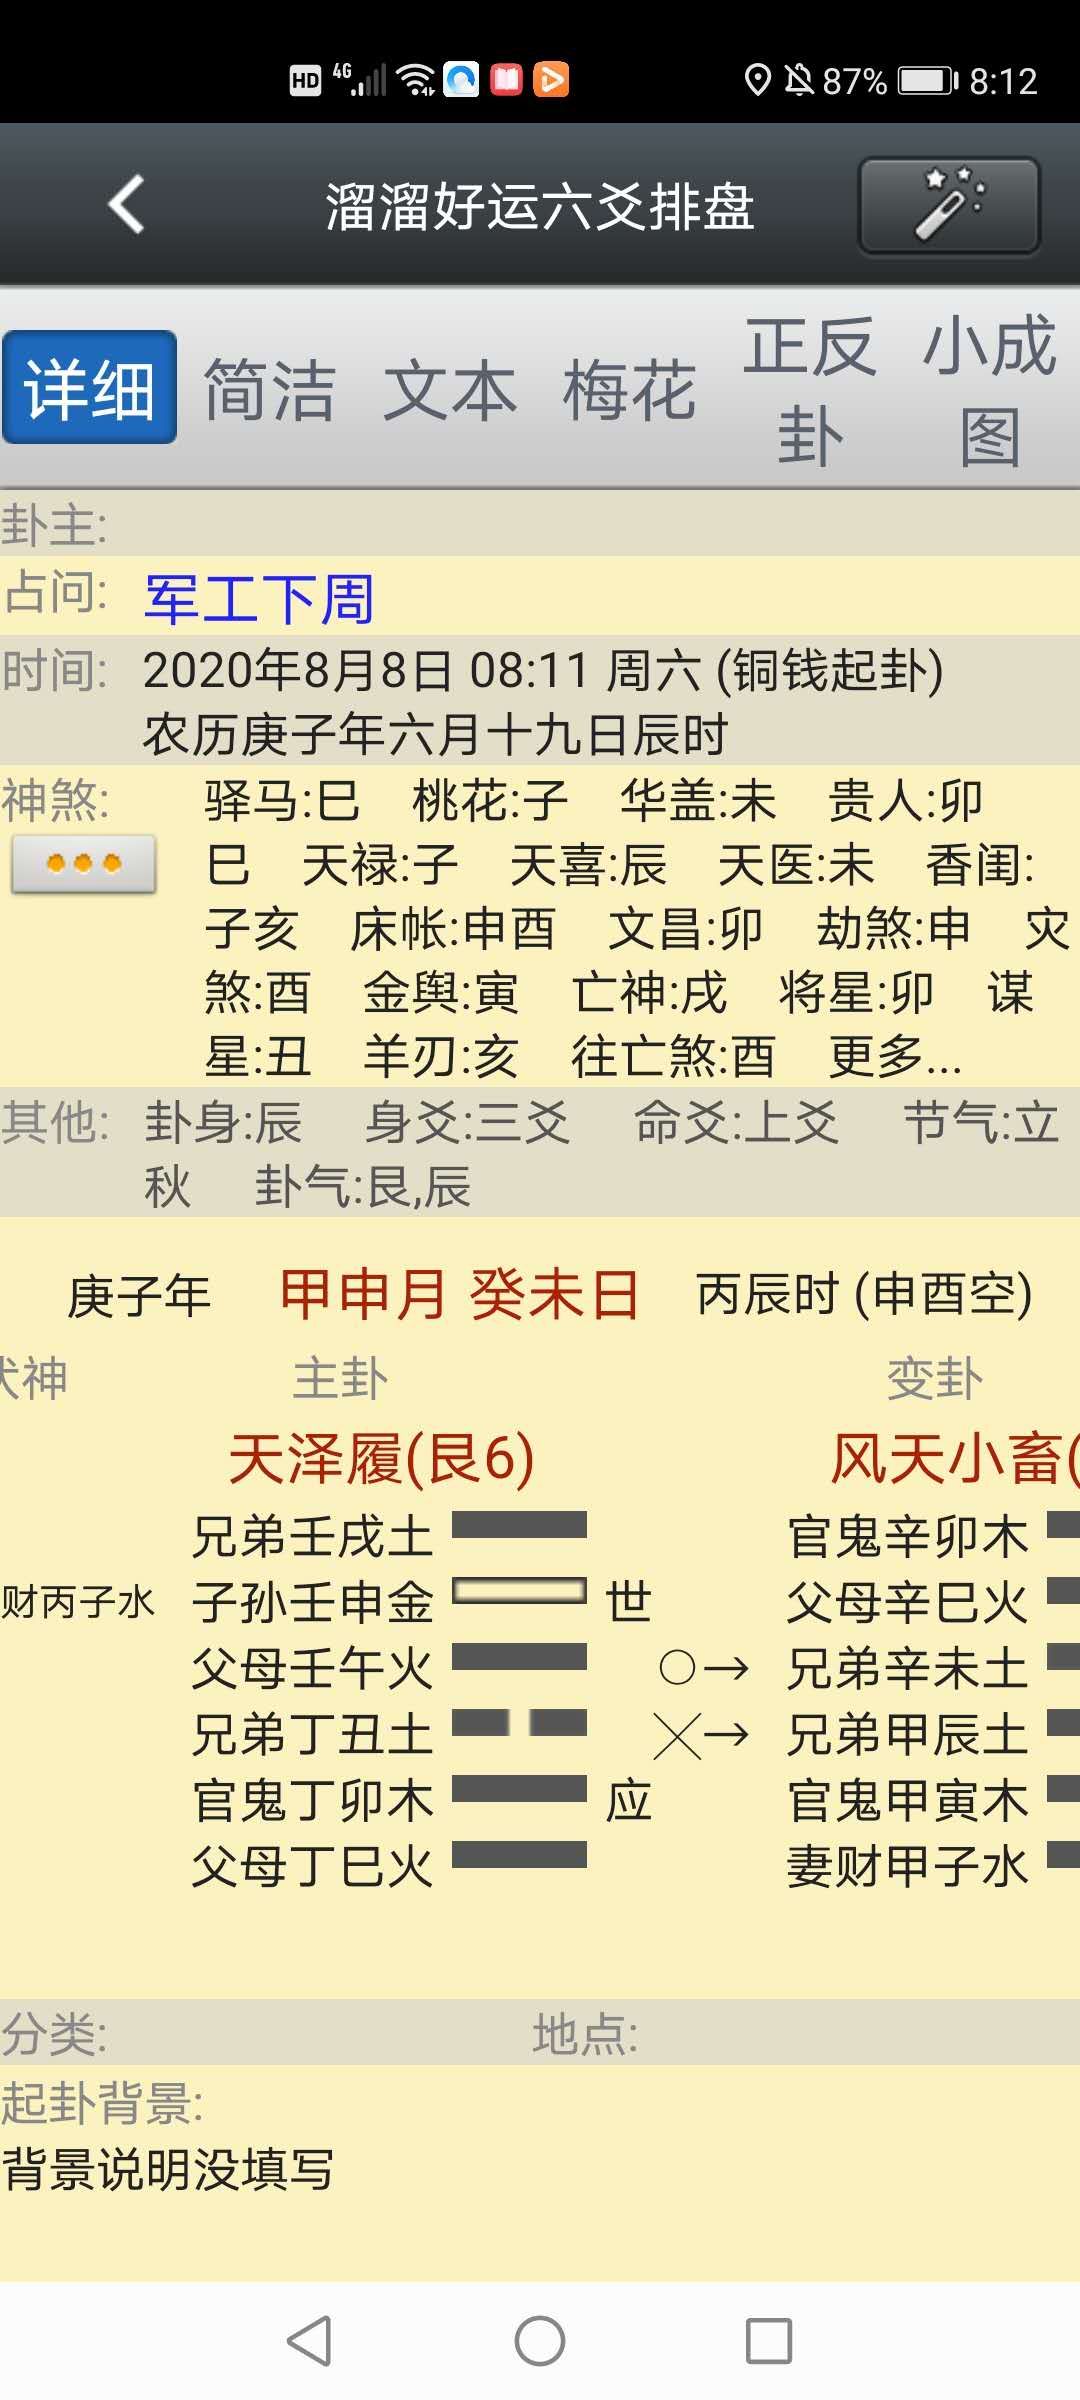 HD 4G 87% 8:12
溜溜好运六爻排盘
详细 简洁 文本 梅花 正反卦 小成图
卦主:
占问: 军工下周
时间: 2020年8月8日 08:11 周六 (铜钱起卦)
农历庚子年六月十九日辰时
神煞: 驿马:巳 桃花:子 华盖:未 贵人:卯
巳 天禄:子 天喜:辰 天医:未 香闺:
子亥 床帐:申酉 文昌:卯 劫煞:申 灾
煞:酉 金舆:寅 亡神:戌 将星:卯 谋
星:丑 羊刃:亥 往亡煞:酉 更多...
其他: 卦身:辰 身爻:三爻 命爻:上爻 节气:立
秋 卦气:艮,辰
庚子年 甲申月 癸未日 丙辰时 (申酉空)
伏神 主卦 变卦
天泽履(艮6) 风天小畜(
兄弟壬戌土 官鬼辛卯木
财丙子水 子孙壬申金 世 父母辛巳火
父母壬午火 ○→ 兄弟辛未土
兄弟丁丑土 ╳→ 兄弟甲辰土
官鬼丁卯木 应 官鬼甲寅木
父母丁巳火 妻财甲子水
分类: 地点:
起卦背景:
背景说明没填写